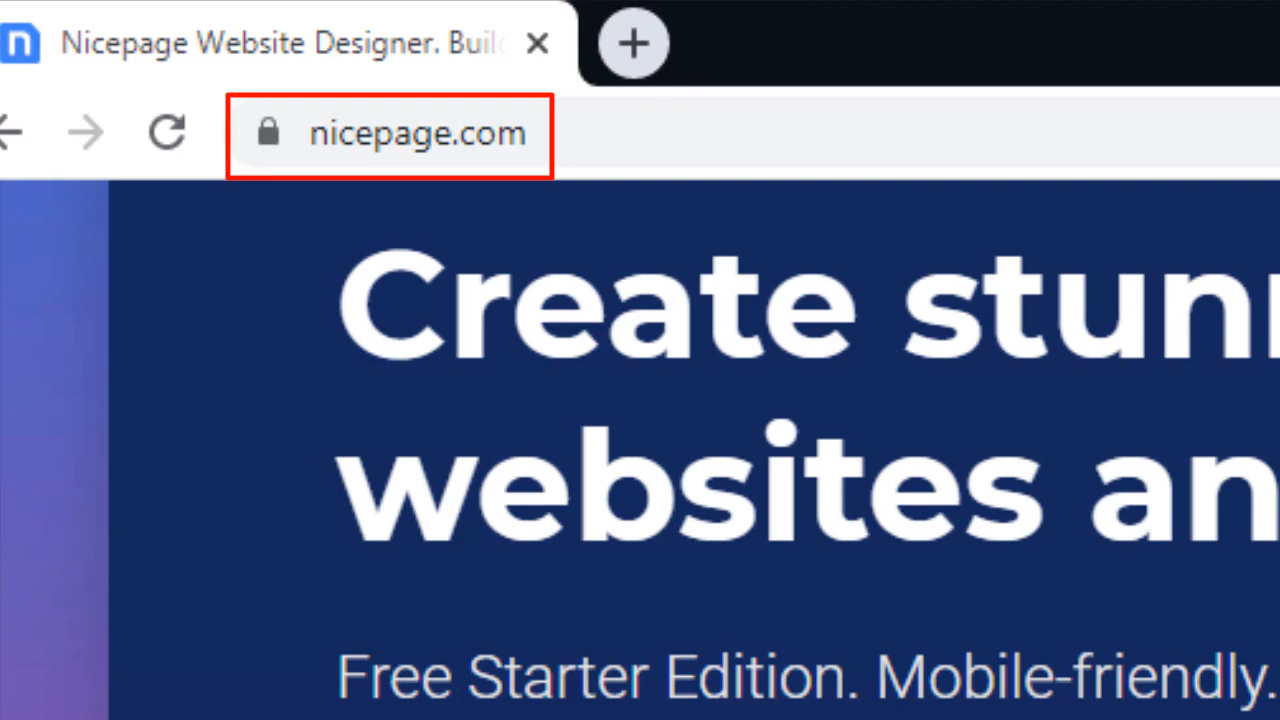 Nicepage Website Designer. Buil
nicepage.com
Create stun
websites an
Free Starter Edition. Mobile-friendly.